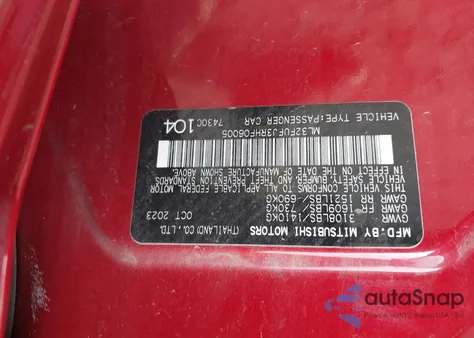 MFD.BY MITSUBISHI MOTORS
(THAILAND) CO.,LTD.
GVWR 3108LBS/1410KG OCT 2023
GAWR FR 1609LBS/730KG
GAWR RR 1521LBS/690KG
THIS VEHICLE CONFORMS TO ALL APPLICABLE FEDERAL MOTOR
VEHICLE SAFETY, BUMPER, AND THEFT PREVENTION STANDARDS
IN EFFECT ON THE DATE OF MANUFACTURE SHOWN ABOVE.
ML32FUFJ3RHF06005
VEHICLE TYPE:PASSENGER CAR 7430C 104
autoSnap